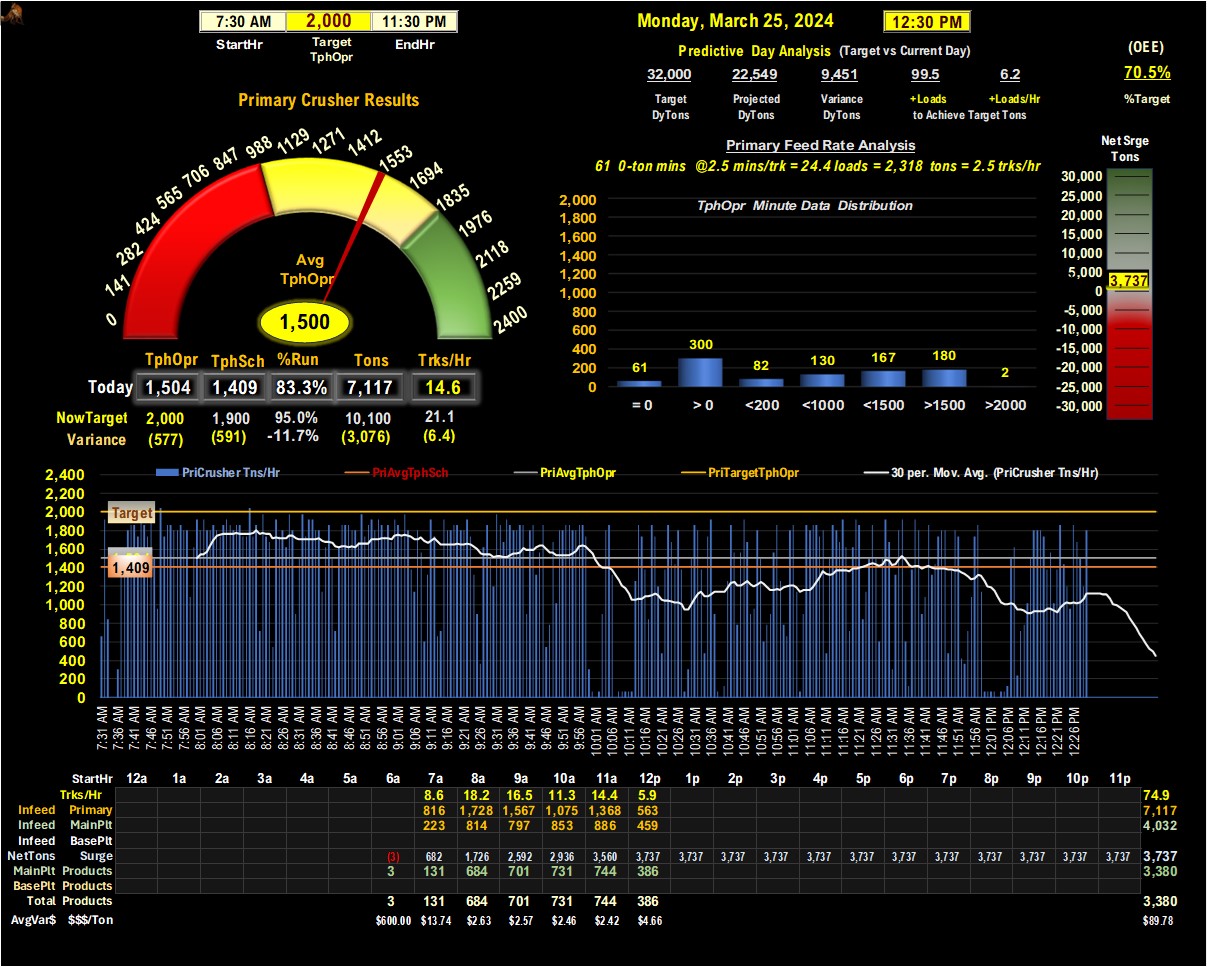 7:30 AM 2,000 11:30 PM
StartHr Target TphOpr EndHr
Monday, March 25, 2024 12:30 PM
Predictive Day Analysis (Target vs Current Day)
32,000 22,549 9,451 99.5 6.2
Target DyTons Projected DyTons Variance DyTons +Loads +Loads/Hr
to Achieve Target Tons
(OEE)
70.5%
%Target
Primary Crusher Results
0 141 282 424 565 706 847 988 1129 1271 1412 1553 1694 1835 1976 2118 2259 2400
Avg
TphOpr
1,500
TphOpr TphSch %Run Tons Trks/Hr
Today 1,504 1,409 83.3% 7,117 14.6
NowTarget 2,000 1,900 95.0% 10,100 21.1
Variance (577) (591) -11.7% (3,076) (6.4)
Primary Feed Rate Analysis
61 0-ton mins @2.5 mins/trk = 24.4 loads = 2,318 tons = 2.5 trks/hr
TphOpr Minute Data Distribution
2,000
1,800
1,600
1,400
1,200
1,000
800
600
400
200
0
61 300 82 130 167 180 2
= 0 > 0 <200 <1000 <1500 >1500 >2000
Net Srge
Tons
30,000
25,000
20,000
15,000
10,000
5,000
3,737
0
-5,000
-10,000
-15,000
-20,000
-25,000
-30,000
PriCrusher Tns/Hr PriAvgTphSch PriAvgTphOpr PriTargetTphOpr 30 per. Mov. Avg. (PriCrusher Tns/Hr)
2,400
2,200
2,000
1,800
1,600
1,400
1,200
1,000
800
600
400
200
0
Target
1,409
7:31 AM 7:36 AM 7:41 AM 7:46 AM 7:51 AM 7:56 AM 8:01 AM 8:06 AM 8:11 AM 8:16 AM 8:21 AM 8:26 AM 8:31 AM 8:36 AM 8:41 AM 8:46 AM 8:51 AM 8:56 AM 9:01 AM 9:06 AM 9:11 AM 9:16 AM 9:21 AM 9:26 AM 9:31 AM 9:36 AM 9:41 AM 9:46 AM 9:51 AM 9:56 AM 10:01 AM 10:06 AM 10:11 AM 10:16 AM 10:21 AM 10:26 AM 10:31 AM 10:36 AM 10:41 AM 10:46 AM 10:51 AM 10:56 AM 11:01 AM 11:06 AM 11:11 AM 11:16 AM 11:21 AM 11:26 AM 11:31 AM 11:36 AM 11:41 AM 11:46 AM 11:51 AM 11:56 AM 12:01 PM 12:06 PM 12:11 PM 12:16 PM 12:21 PM 12:26 PM
StartHr 12a 1a 2a 3a 4a 5a 6a 7a 8a 9a 10a 11a 12p 1p 2p 3p 4p 5p 6p 7p 8p 9p 10p 11p
Trks/Hr 8.6 18.2 16.5 11.3 14.4 5.9 74.9
Infeed Primary 816 1,728 1,567 1,075 1,368 563 7,117
Infeed MainPlt 223 814 797 853 886 459 4,032
Infeed BasePlt
NetTons Surge (3) 682 1,726 2,592 2,936 3,560 3,737 3,737 3,737 3,737 3,737 3,737 3,737 3,737 3,737 3,737 3,737 3,737 3,737
MainPlt Products 3 131 684 701 731 744 386 3,380
BasePlt Products
Total Products 3 131 684 701 731 744 386 3,380
AvgVar$ $$$/Ton $600.00 $13.74 $2.63 $2.57 $2.46 $2.42 $4.66 $89.78